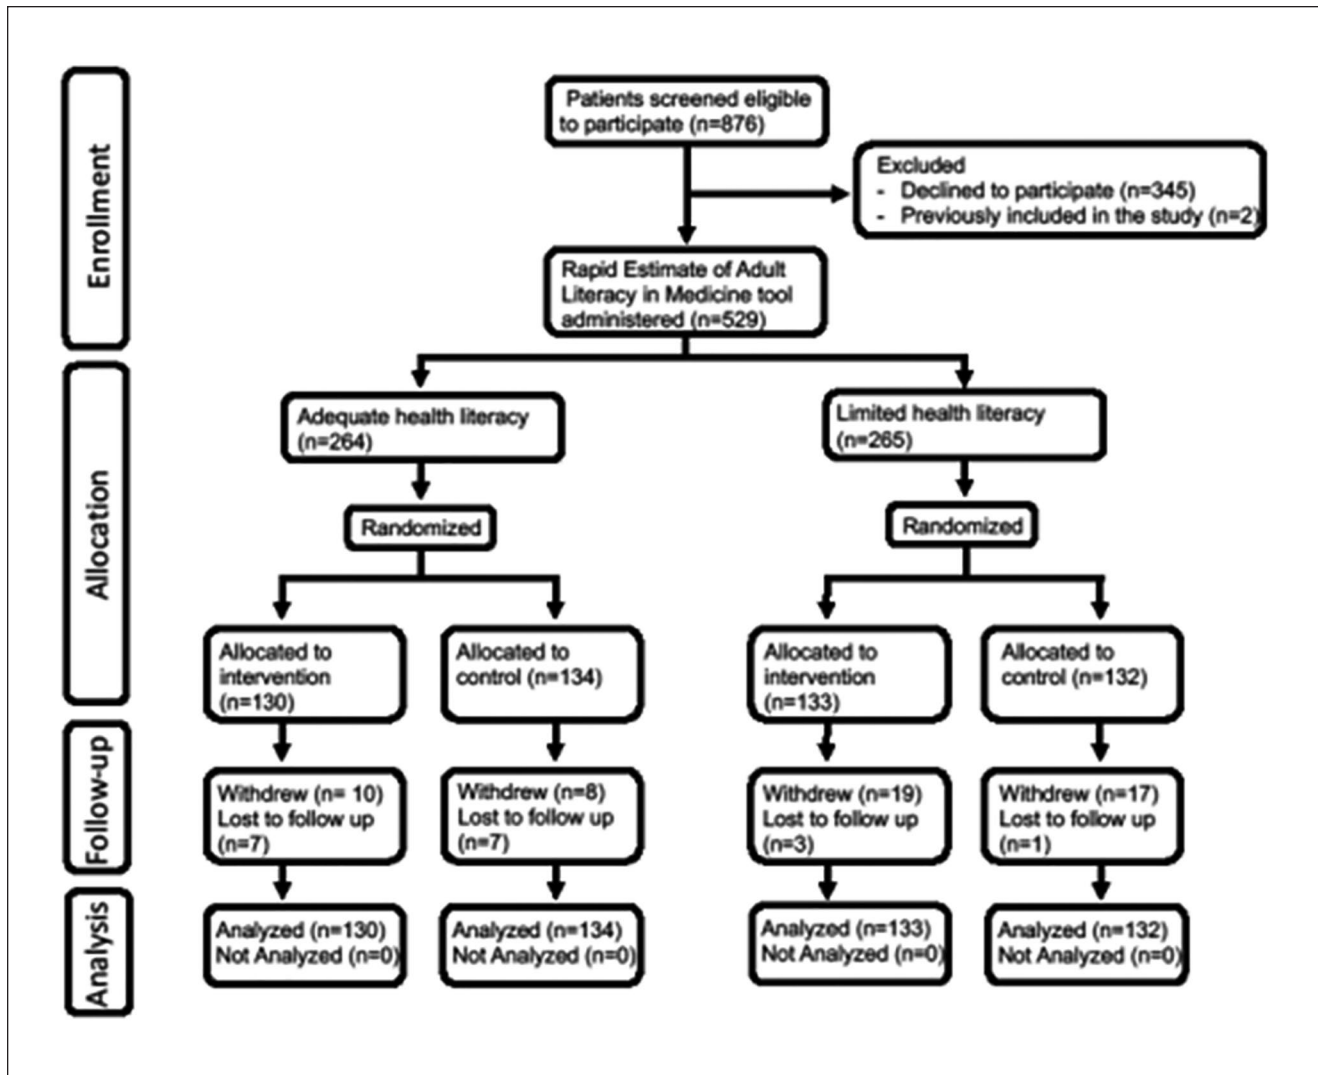 Enrollment
Patients screened eligible
to participate (n=876)
Excluded
- Declined to participate (n=345)
- Previously included in the study (n=2)
Rapid Estimate of Adult
Literacy in Medicine tool
administered (n=529)
Allocation
Adequate health literacy
(n=264)
Limited health literacy
(n=265)
Randomized
Randomized
Allocated to
intervention
(n=130)
Allocated to
control (n=134)
Allocated to
intervention
(n=133)
Allocated to
control (n=132)
Follow-up
Withdrew (n= 10)
Lost to follow up
(n=7)
Withdrew (n=8)
Lost to follow up
(n=7)
Withdrew (n=19)
Lost to follow up
(n=3)
Withdrew (n=17)
Lost to follow up
(n=1)
Analysis
Analyzed (n=130)
Not Analyzed (n=0)
Analyzed (n=134)
Not Analyzed (n=0)
Analyzed (n=133)
Not Analyzed (n=0)
Analyzed (n=132)
Not Analyzed (n=0)